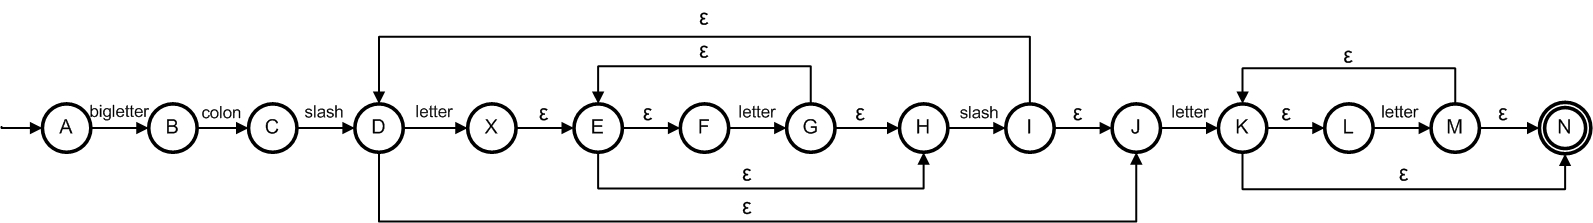 ε
ε
ε
bigletter colon slash letter ε ε letter ε slash ε letter ε letter ε
A B C D X E F G H I J K L M N
ε
ε
ε